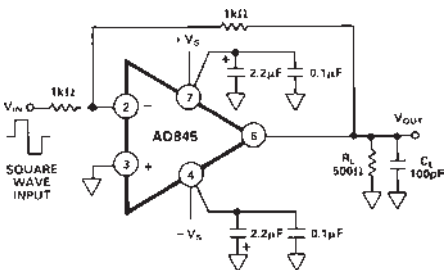 1kΩ
+VS
VIN
1kΩ
2.2µF
0.1µF
7
2
−
AD845
6
VOUT
3
+
SQUARE
WAVE
INPUT
4
RL
500Ω
CL
100pF
−VS
2.2µF
0.1µF
+
+